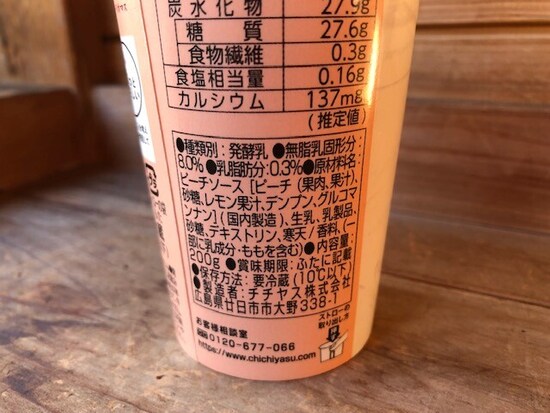 炭水化物 27.9g
糖質 27.6g
食物繊維 0.3g
食塩相当量 0.16g
カルシウム 137mg
(推定値)
●種類別:発酵乳 ●無脂乳固形分:
8.0% ●乳脂肪分:0.3% ●原材料名:
ピーチソース[ピーチ(果肉、果汁)、
砂糖、レモン果汁、デンプン、グルコマ
ンナン](国内製造)、生乳、乳製品、
砂糖、デキストリン、寒天/香料、(一
部に乳成分・ももを含む) ●内容量:
200g ●賞味期限:ふたに記載
●保存方法:要冷蔵(10℃以下)
●製造者:チチヤス株式会社
広島県廿日市市大野338-1
お客様相談室
0120-677-066
https://www.chichiyasu.com
ストローの
取り出し方